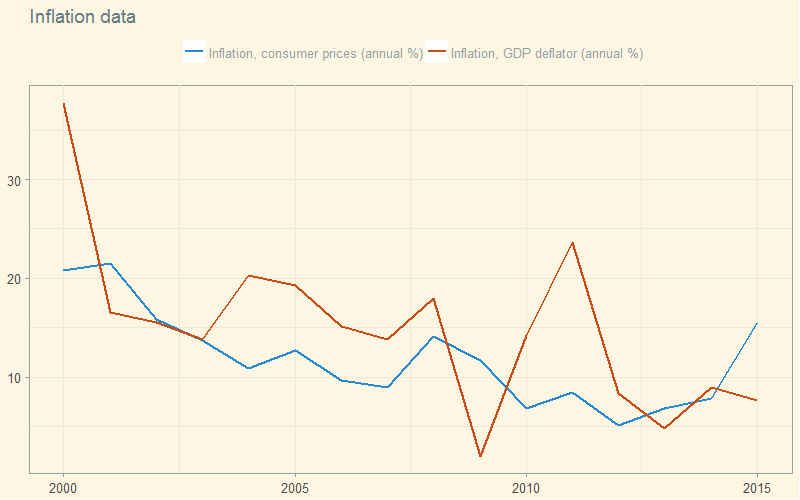 Inflation data
Inflation, consumer prices (annual %) Inflation, GDP deflator (annual %)
30
20
10
2000 2005 2010 2015